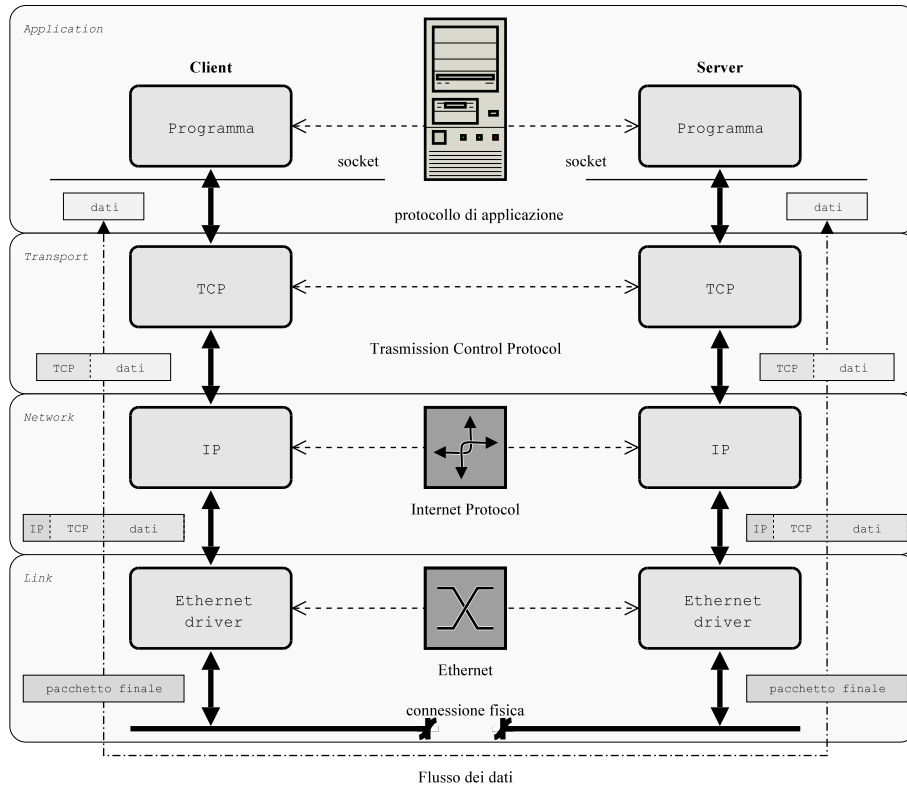 Application
Client
Server
Programma
Programma
socket
socket
dati
dati
protocollo di applicazione
Transport
TCP
TCP
Trasmission Control Protocol
TCP dati
TCP dati
Network
IP
IP
Internet Protocol
IP TCP dati
IP TCP dati
Link
Ethernet
driver
Ethernet
driver
Ethernet
pacchetto finale
pacchetto finale
connessione fisica
Flusso dei dati